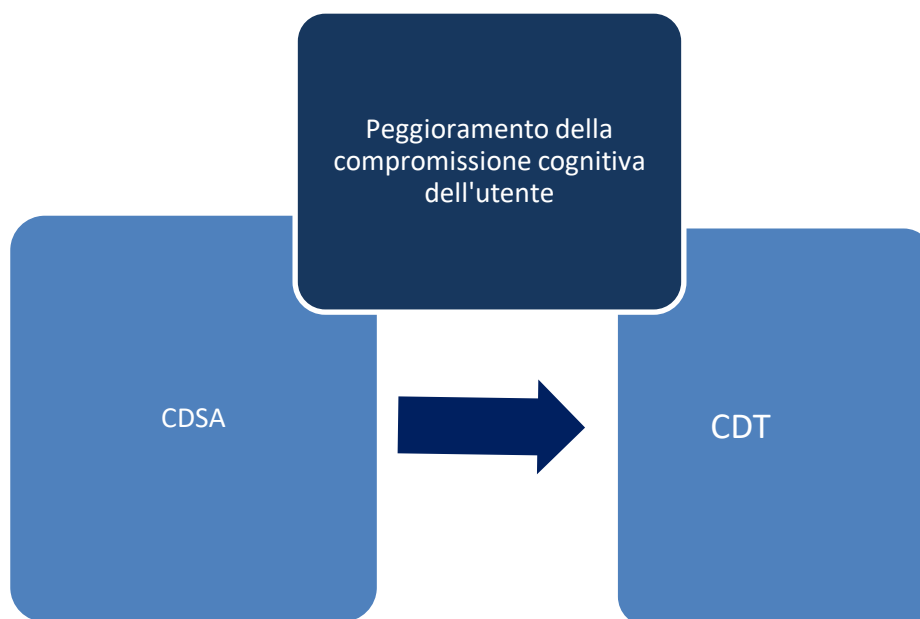 Peggioramento della
compromissione cognitiva
dell'utente
CDSA
CDT